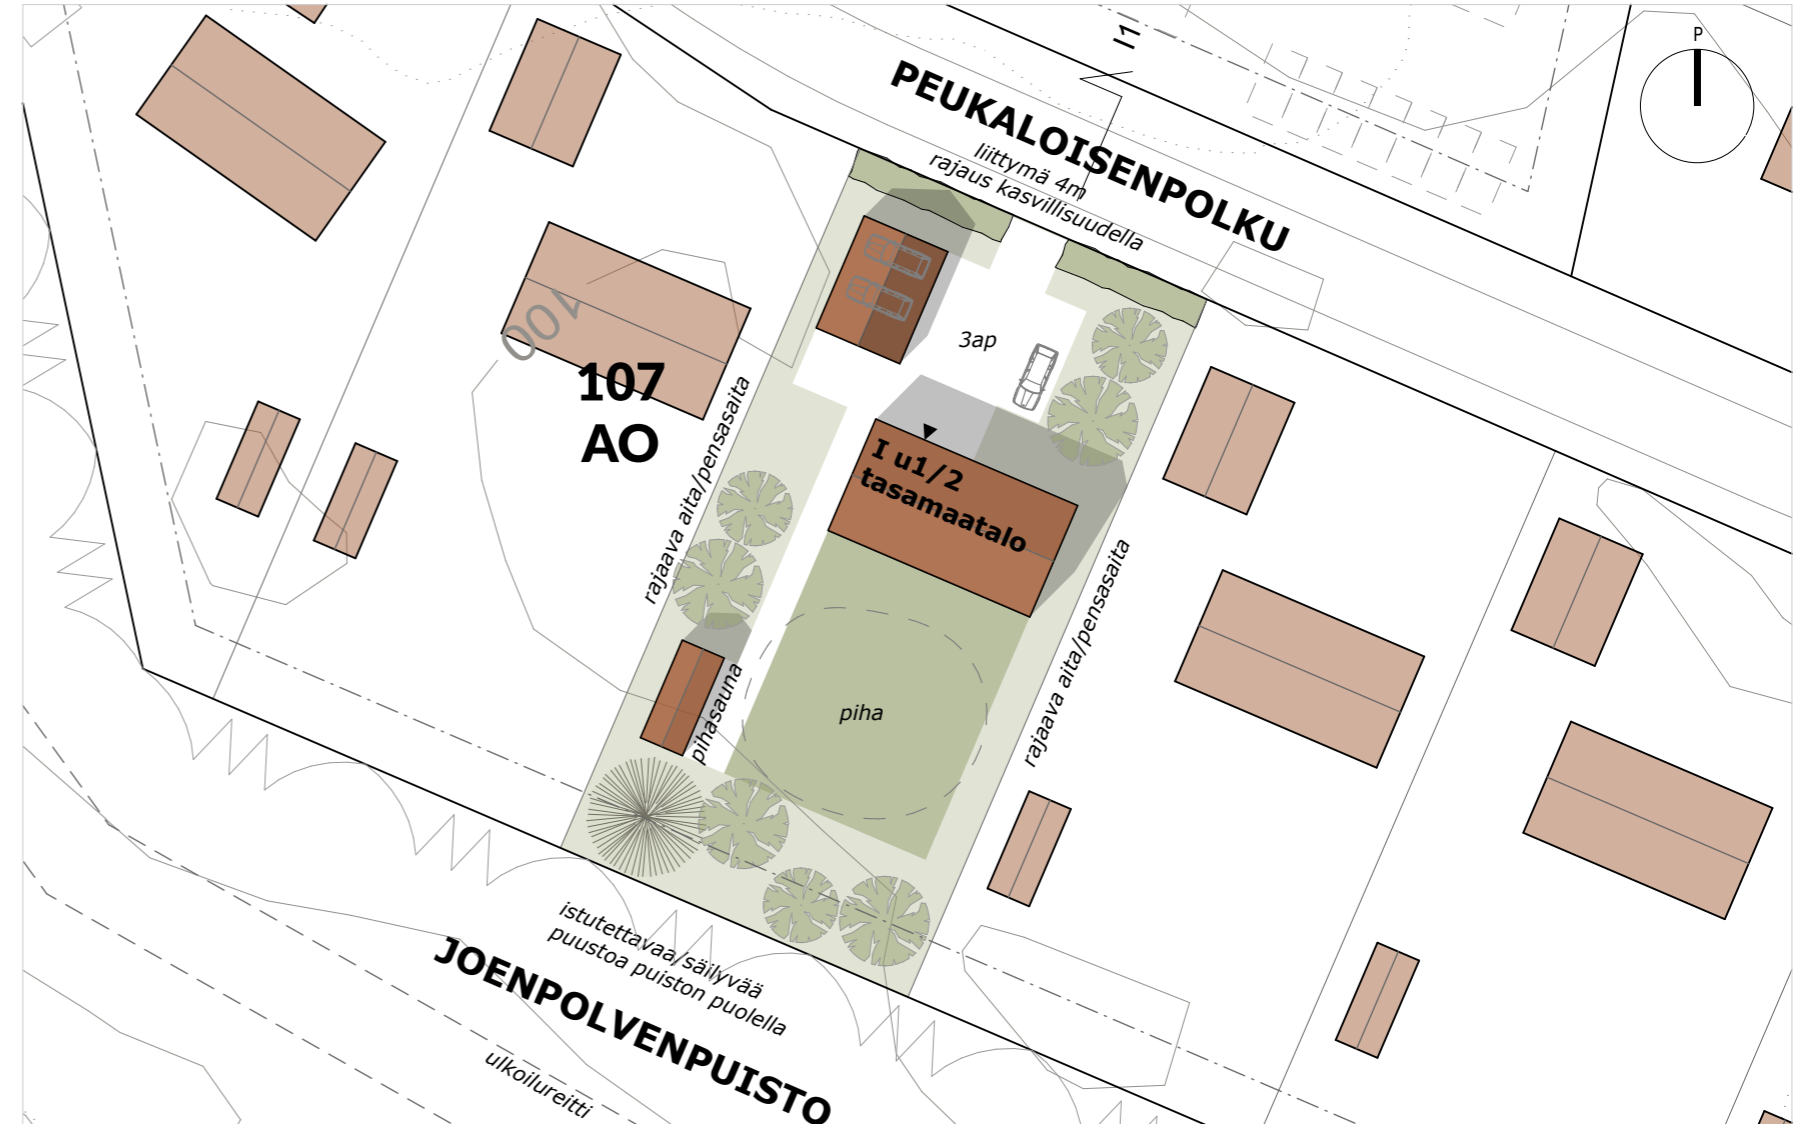 P
I1
PEUKALOISENPOLKU
liittymä 4m
rajaus kasvillisuudella
3ap
100
107
AO
rajaava aita/pensasaita
I u1/2
tasamaatalo
rajaava aita/pensasaita
pihasauna
piha
istutettavaa/säilyvää
puustoa puiston puolella
JOENPOLVENPUISTO
ulkoilureitti